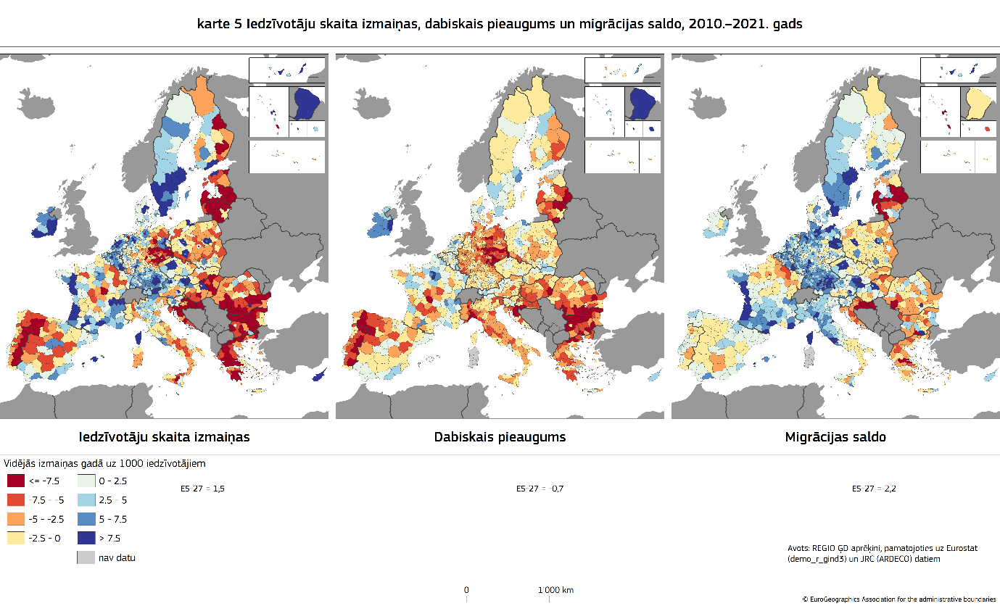 karte 5 Iedzīvotāju skaita izmaiņas, dabiskais pieaugums un migrācijas saldo, 2010.–2021. gads
Iedzīvotāju skaita izmaiņas
Dabiskais pieaugums
Migrācijas saldo
Vidējās izmaiņas gadā uz 1000 iedzīvotājiem
<= -7.5
-7.5 - -5
-5 - -2.5
-2.5 - 0
0 - 2.5
2.5 - 5
5 - 7.5
> 7.5
nav datu
ES-27 = 1,5
ES-27 = -0,7
ES-27 = 2,2
Avots: REGIO ĢD aprēķini, pamatojoties uz Eurostat
(demo_r_gind3) un JRC (ARDECO) datiem
0 1'000 km
© EuroGeographics Association for the administrative boundaries